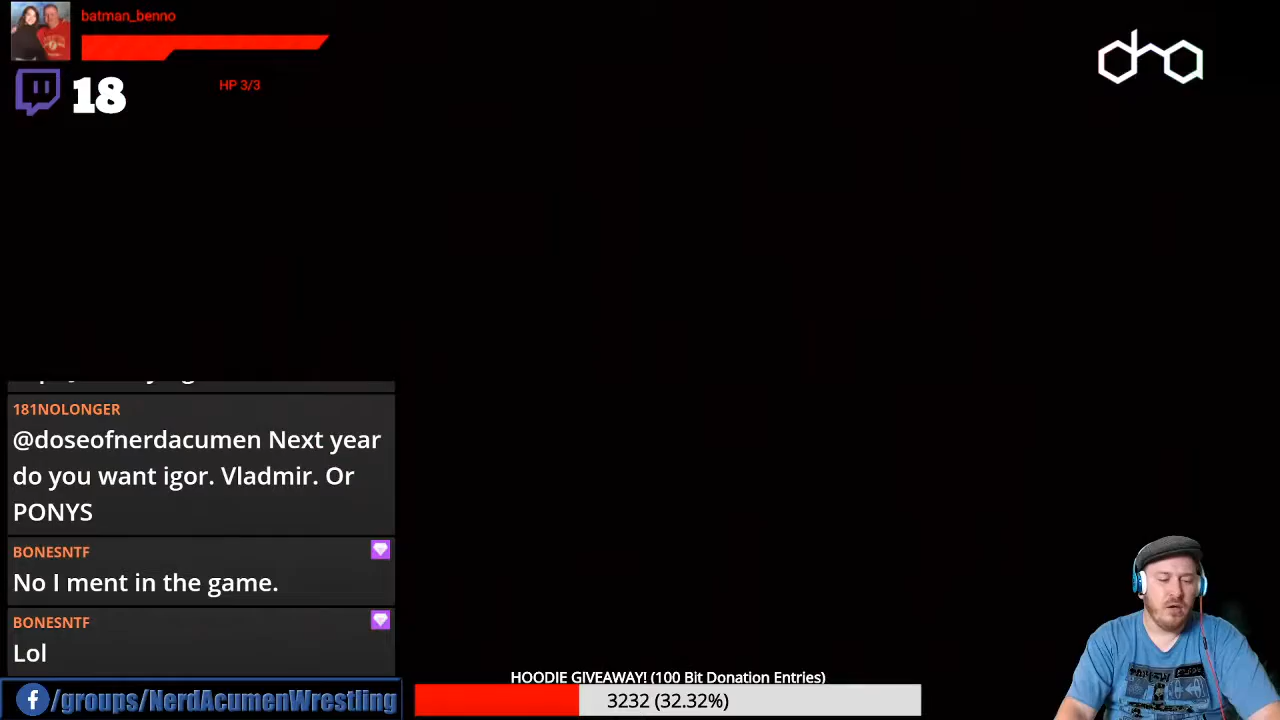 batman_benno
18
HP 3/3
dna
181NOLONGER
@doseofnerdacumen Next year
do you want igor. Vladmir. Or
PONYS
BONESNTF
No I ment in the game.
BONESNTF
Lol
f/groups/NerdAcumenWrestling
HOODIE GIVEAWAY! (100 Bit Donation Entries)
3232 (32.32%)